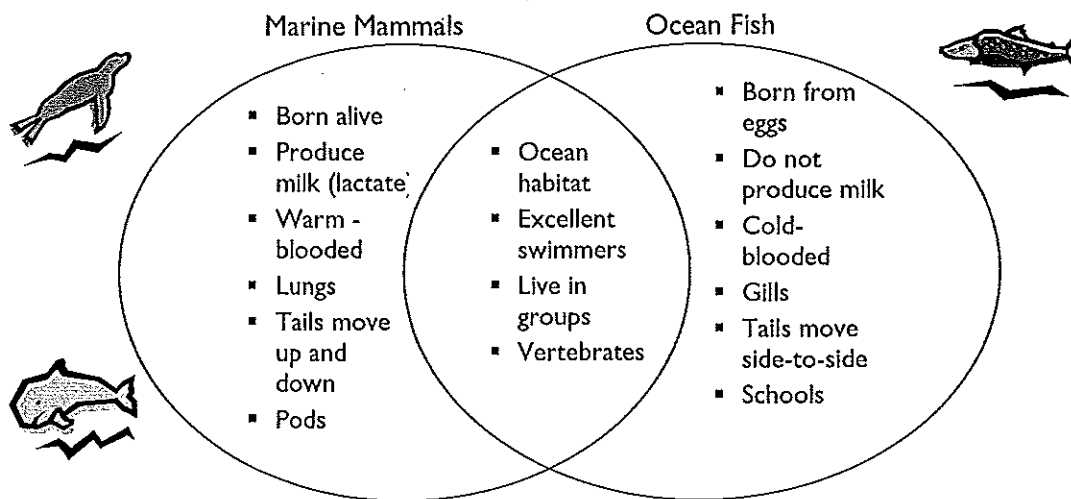 Marine Mammals
Ocean Fish
▪ Born alive
▪ Produce
milk (lactate)
▪ Warm -
blooded
▪ Lungs
▪ Tails move
up and
down
▪ Pods
▪ Ocean
habitat
▪ Excellent
swimmers
▪ Live in
groups
▪ Vertebrates
▪ Born from
eggs
▪ Do not
produce milk
▪ Cold-
blooded
▪ Gills
▪ Tails move
side-to-side
▪ Schools